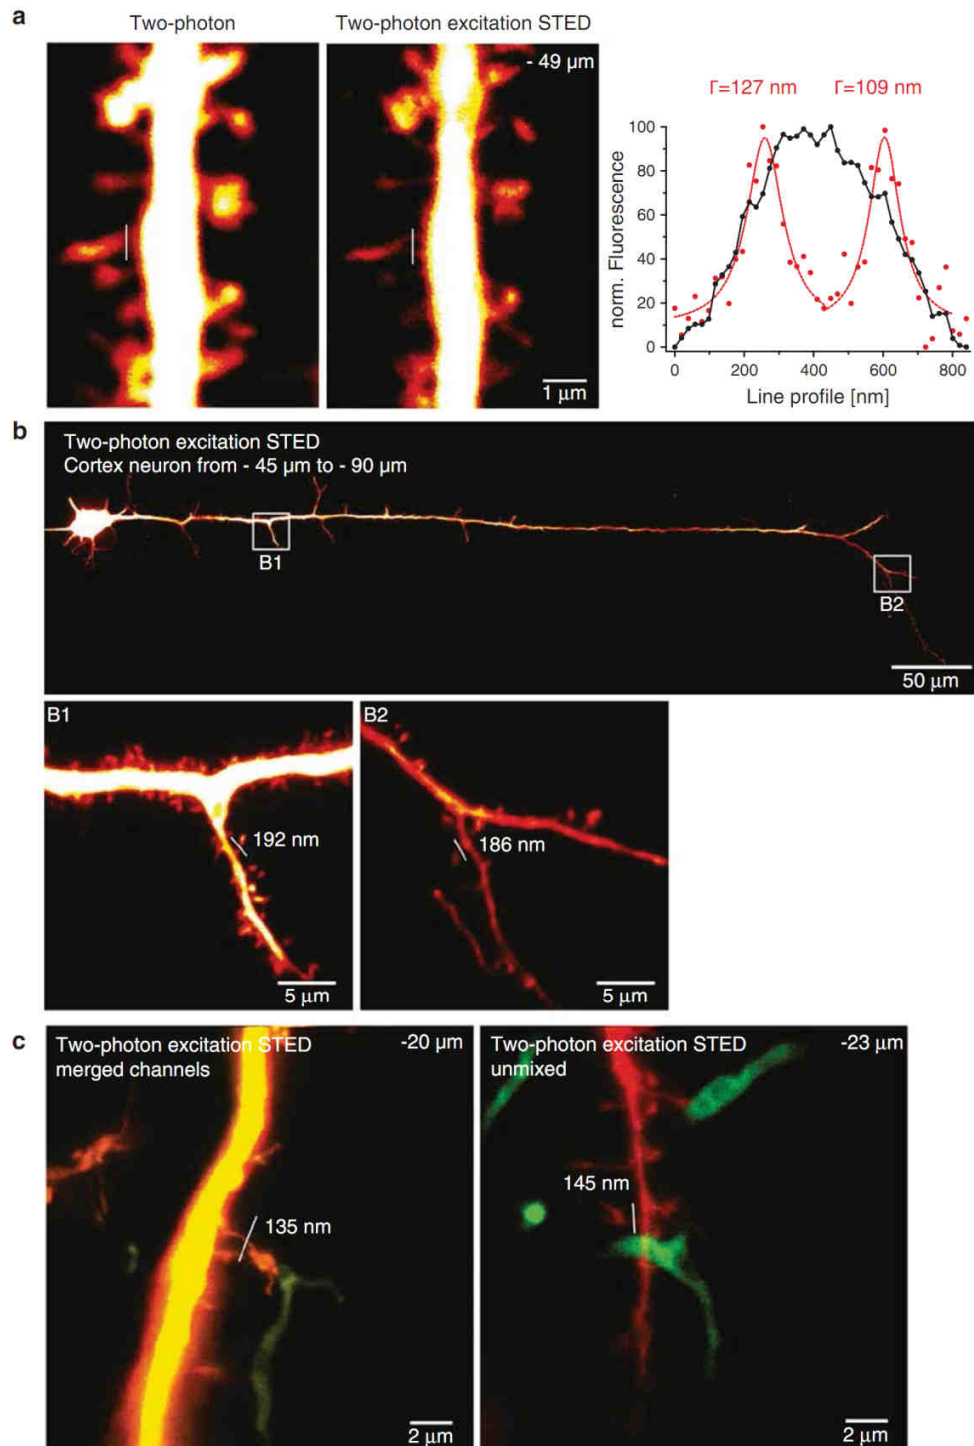 a
Two-photon
Two-photon excitation STED
- 49 µm
1 µm
Γ=127 nm
Γ=109 nm
norm. Fluorescence
100
80
60
40
20
0
0
200
400
600
800
Line profile [nm]
b
Two-photon excitation STED
Cortex neuron from - 45 µm to - 90 µm
B1
B2
50 µm
B1
192 nm
5 µm
B2
186 nm
5 µm
c
Two-photon excitation STED
merged channels
-20 µm
135 nm
2 µm
Two-photon excitation STED
unmixed
-23 µm
145 nm
2 µm